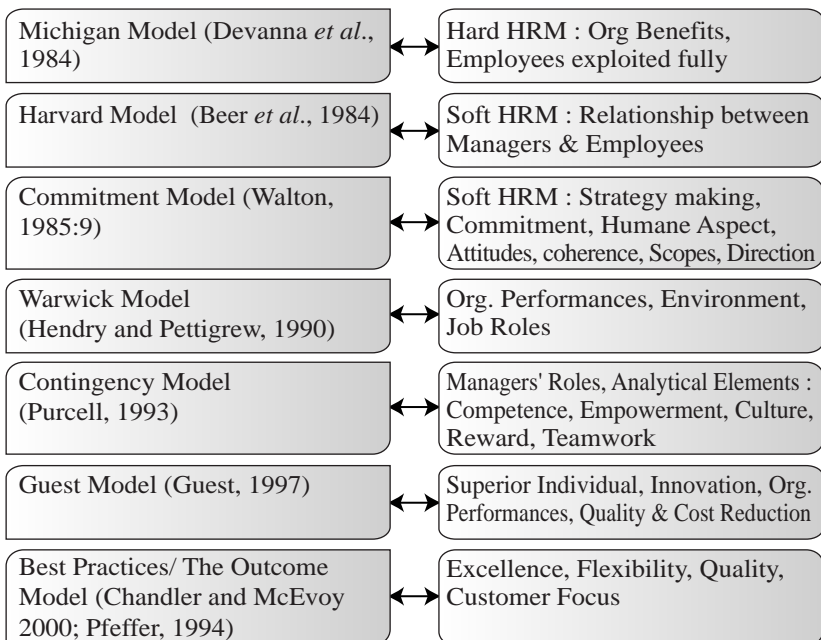 Michigan Model (Devanna et al.,
1984)
Hard HRM : Org Benefits,
Employees exploited fully
Harvard Model (Beer et al., 1984)
Soft HRM : Relationship between
Managers & Employees
Commitment Model (Walton,
1985:9)
Soft HRM : Strategy making,
Commitment, Humane Aspect,
Attitudes, coherence, Scopes, Direction
Warwick Model
(Hendry and Pettigrew, 1990)
Org. Performances, Environment,
Job Roles
Contingency Model
(Purcell, 1993)
Managers' Roles, Analytical Elements :
Competence, Empowerment, Culture,
Reward, Teamwork
Guest Model (Guest, 1997)
Superior Individual, Innovation, Org.
Performances, Quality & Cost Reduction
Best Practices/ The Outcome
Model (Chandler and McEvoy
2000; Pfeffer, 1994)
Excellence, Flexibility, Quality,
Customer Focus